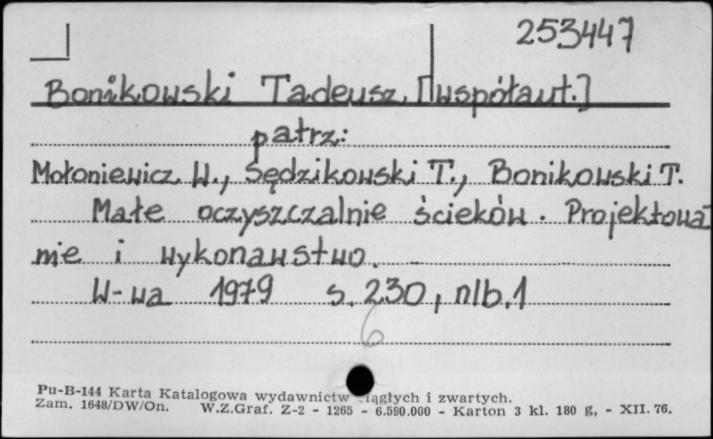 253447
Bonikowski Tadeusz [współaut.]
patrz:
Mołoniewicz W., Sędzikowski T., Bonikowski T.
Małe oczyszczalnie ścieków. Projektowa-
nie i wykonawstwo.
W-wa 1979 s. 230, nlb. 1
6
Pu-B-144 Karta Katalogowa wydawnictw ciągłych i zwartych.
Zam. 1648/DW/On. W.Z.Graf. Z-2 - 1265 - 6.590.000 - Karton 3 kl. 180 g, - XII. 76.